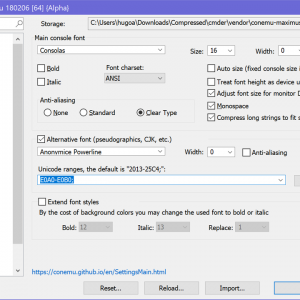 u 180206 [64] {Alpha}
Storage: C:\Users\hugoa\Downloads\Compressed\cmder\vendor\conemu-maximu
Main console font
Consolas Size: 16 Width: 0
Bold Font charset: Auto size (fixed console size i
Italic ANSI Treat font height as device u
Anti-aliasing Adjust font size for monitor D
None Standard Clear Type Monospace
Compress long strings to fit s
Alternative font (pseudographics, CJK, etc.)
Anonymice Powerline Width: 0 Anti-aliasing
Unicode ranges, the default is "2013-25C4;":
E0A0-E0B0;
Extend font styles
By the cost of background colors you may change the used font to bold or italic
Bold: 12 Italic: 13 Replace: 1
https://conemu.github.io/en/SettingsMain.html
Reset... Reload... Import...